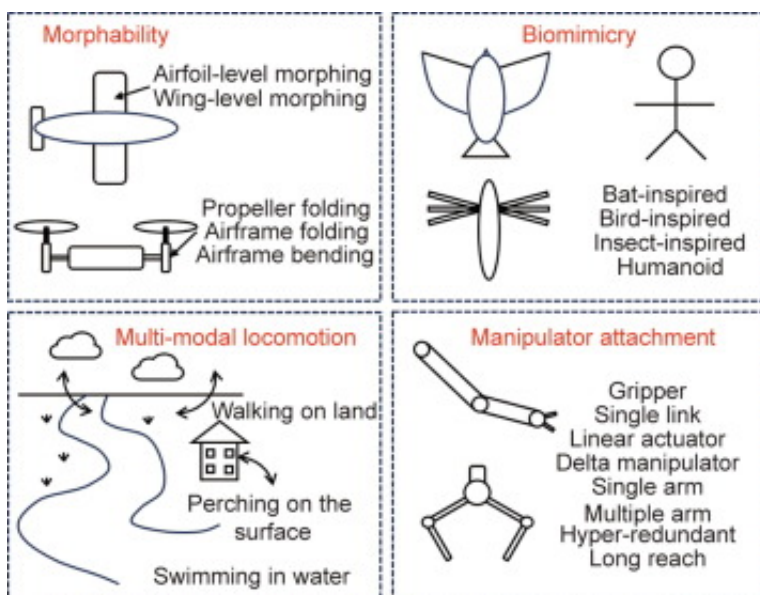 Morphability
Airfoil-level morphing
Wing-level morphing
Propeller folding
Airframe folding
Airframe bending
Biomimicry
Bat-inspired
Bird-inspired
Insect-inspired
Humanoid
Multi-modal locomotion
Walking on land
Perching on the
surface
Swimming in water
Manipulator attachment
Gripper
Single link
Linear actuator
Delta manipulator
Single arm
Multiple arm
Hyper-redundant
Long reach